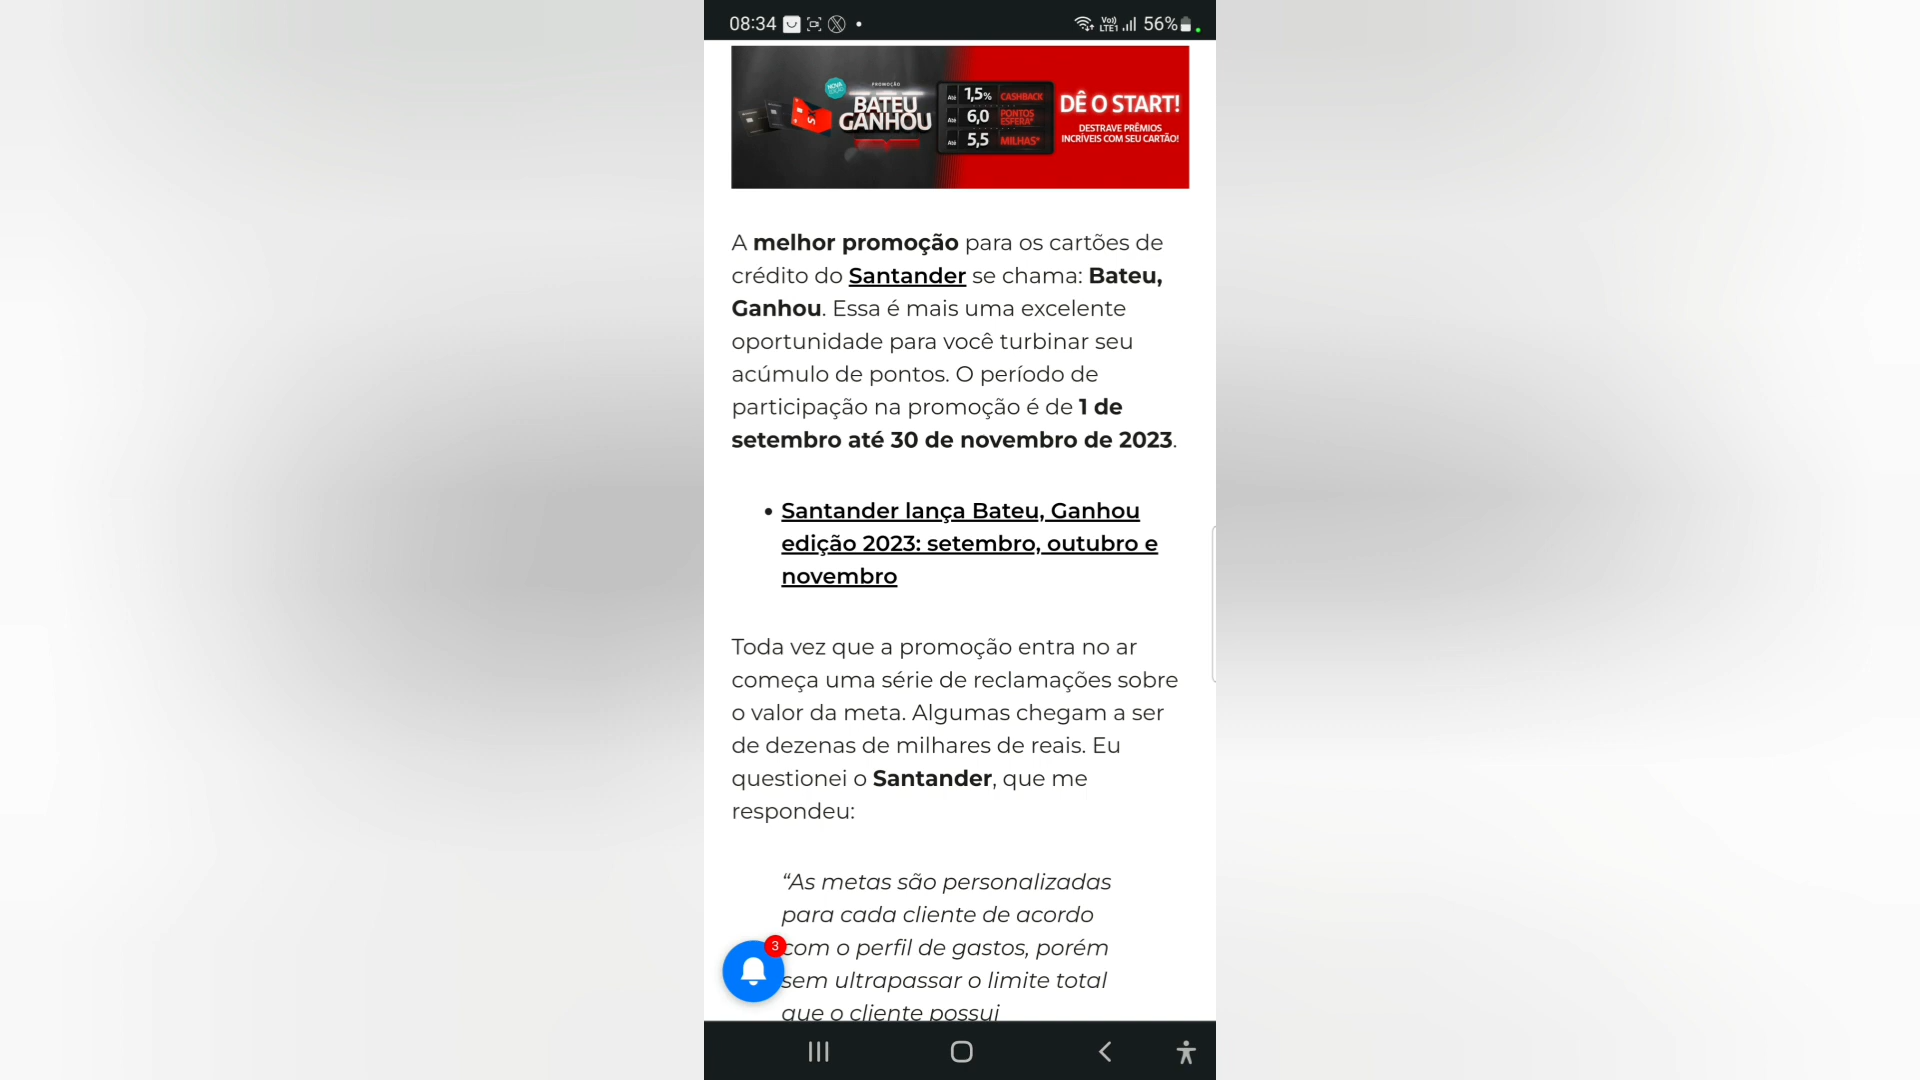 08:34
VoLTE1 56%
PROMOÇÃO
NOVA
BATEU
GANHOU
Até 1,5% CASHBACK
Até 6,0 PONTOS ESFERA*
Até 5,5 MILHAS*
DÊ O START!
DESTRAVE PRÊMIOS
INCRÍVEIS COM SEU CARTÃO!
A melhor promoção para os cartões de
crédito do Santander se chama: Bateu,
Ganhou. Essa é mais uma excelente
oportunidade para você turbinar seu
acúmulo de pontos. O período de
participação na promoção é de 1 de
setembro até 30 de novembro de 2023.
• Santander lança Bateu, Ganhou
edição 2023: setembro, outubro e
novembro
Toda vez que a promoção entra no ar
começa uma série de reclamações sobre
o valor da meta. Algumas chegam a ser
de dezenas de milhares de reais. Eu
questionei o Santander, que me
respondeu:
“As metas são personalizadas
para cada cliente de acordo
3
com o perfil de gastos, porém
sem ultrapassar o limite total
que o cliente possui